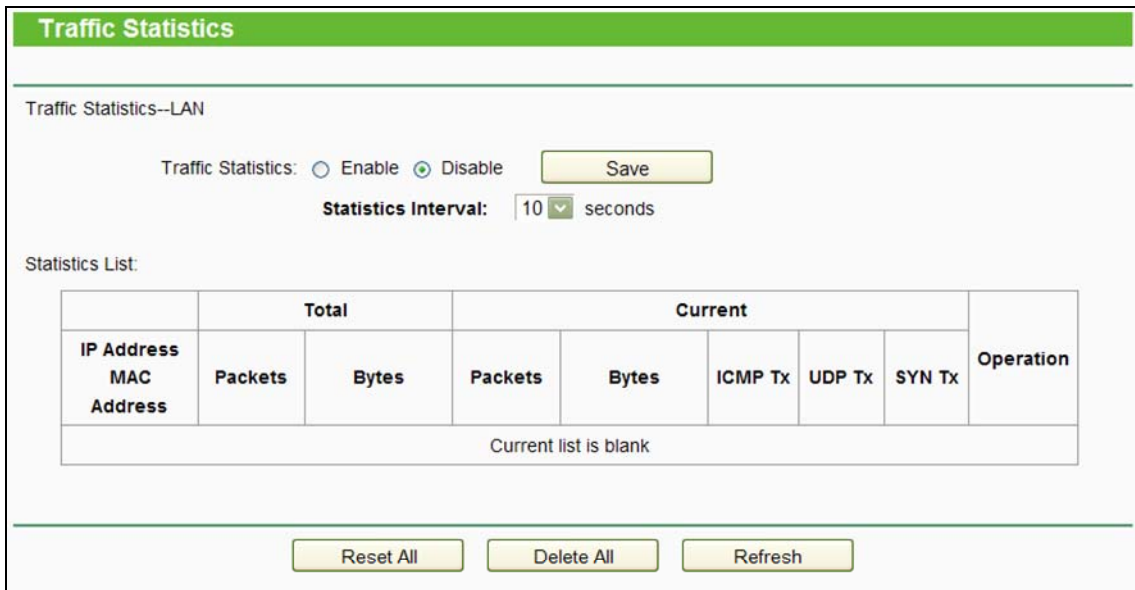 Traffic Statistics
Traffic Statistics--LAN
Traffic Statistics: Enable Disable Save
Statistics Interval: 10 seconds
Statistics List:
Total Current
IP Address
MAC
Address
Packets Bytes Packets Bytes ICMP Tx UDP Tx SYN Tx Operation
Current list is blank
Reset All Delete All Refresh